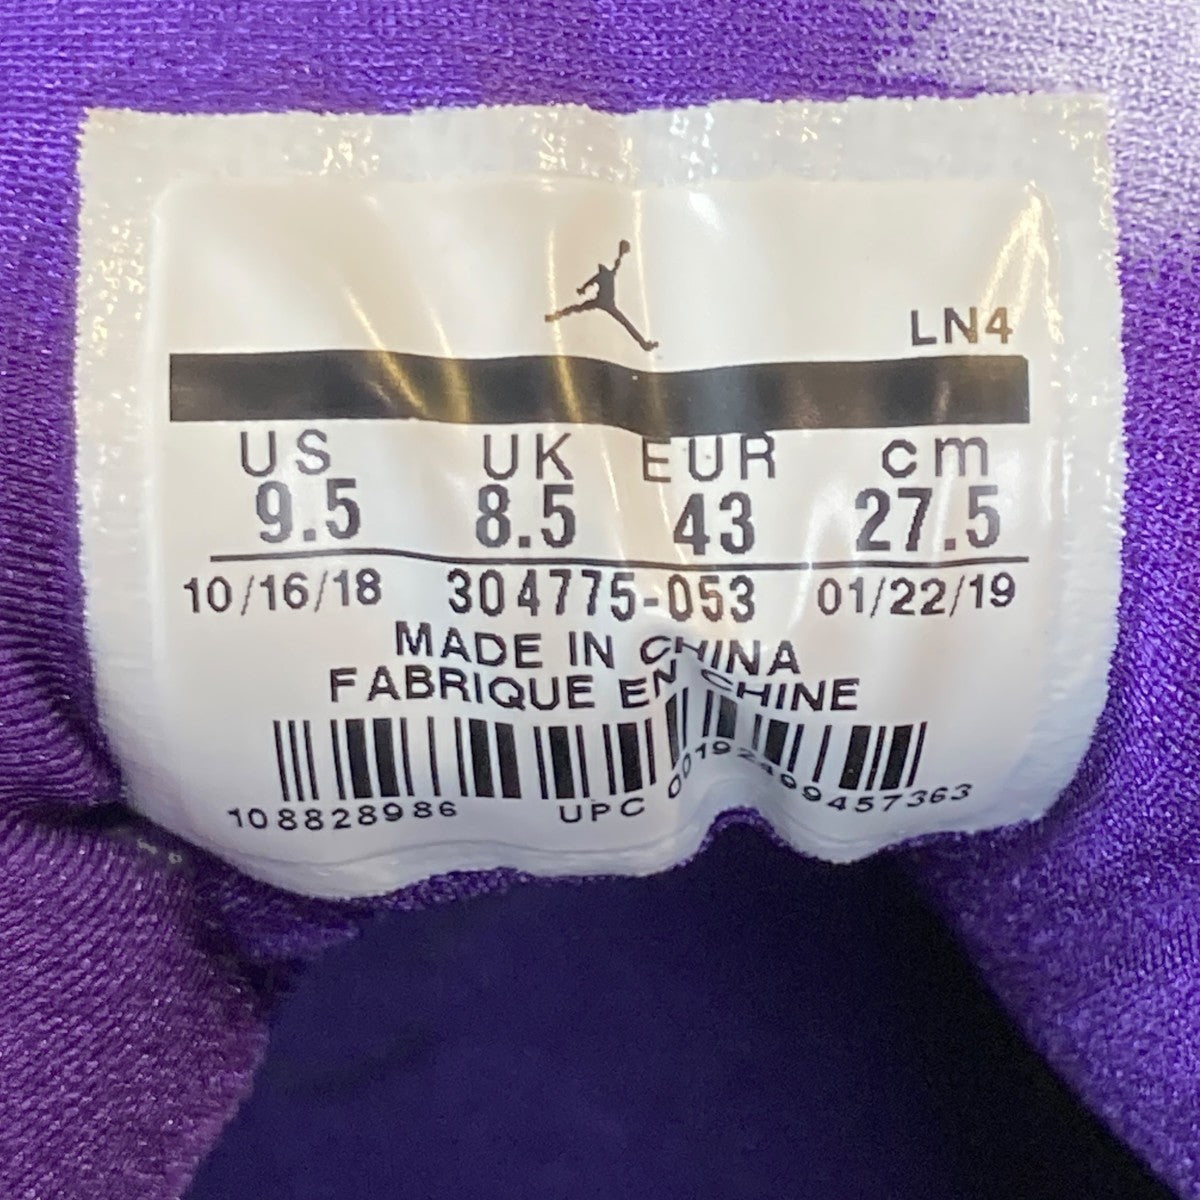 LN4
US UK EUR cm
9.5 8.5 43 27.5
10/16/18 304775-053 01/22/19
MADE IN CHINA
FABRIQUE EN CHINE
108828986 UPC 00192499457363